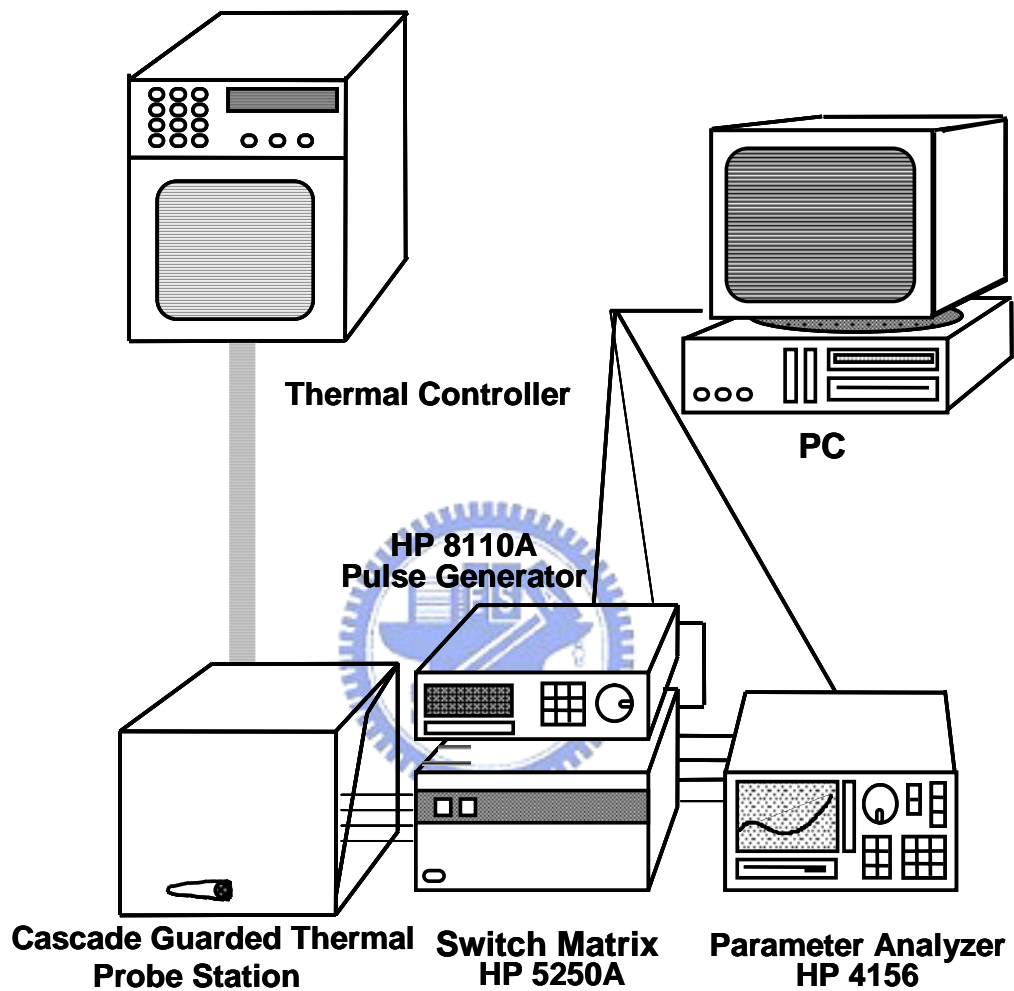 Thermal Controller
PC
HP 8110A
Pulse Generator
Cascade Guarded Thermal
Probe Station
Switch Matrix
HP 5250A
Parameter Analyzer
HP 4156